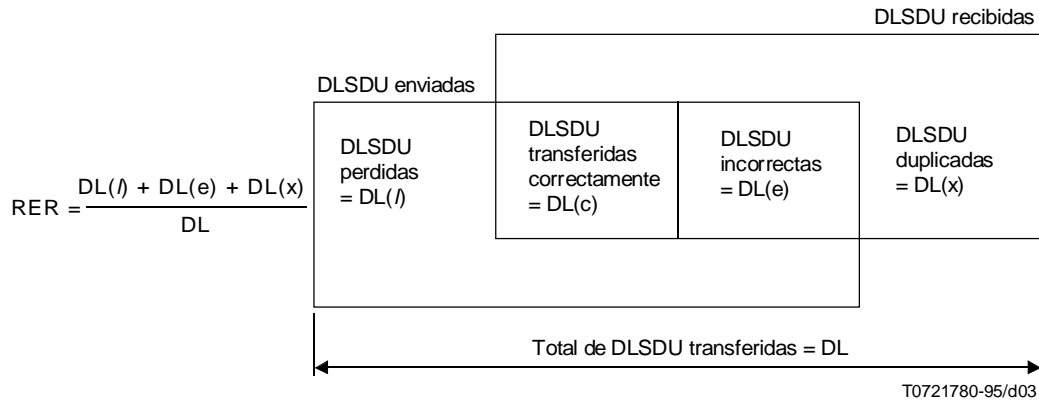 DLSDU recibidas
DLSDU enviadas
DLSDU
perdidas
= DL(l)
DLSDU
transferidas
correctamente
= DL(c)
DLSDU
incorrectas
= DL(e)
DLSDU
duplicadas
= DL(x)
RER = DL(l) + DL(e) + DL(x)
DL
Total de DLSDU transferidas = DL
T0721780-95/d03